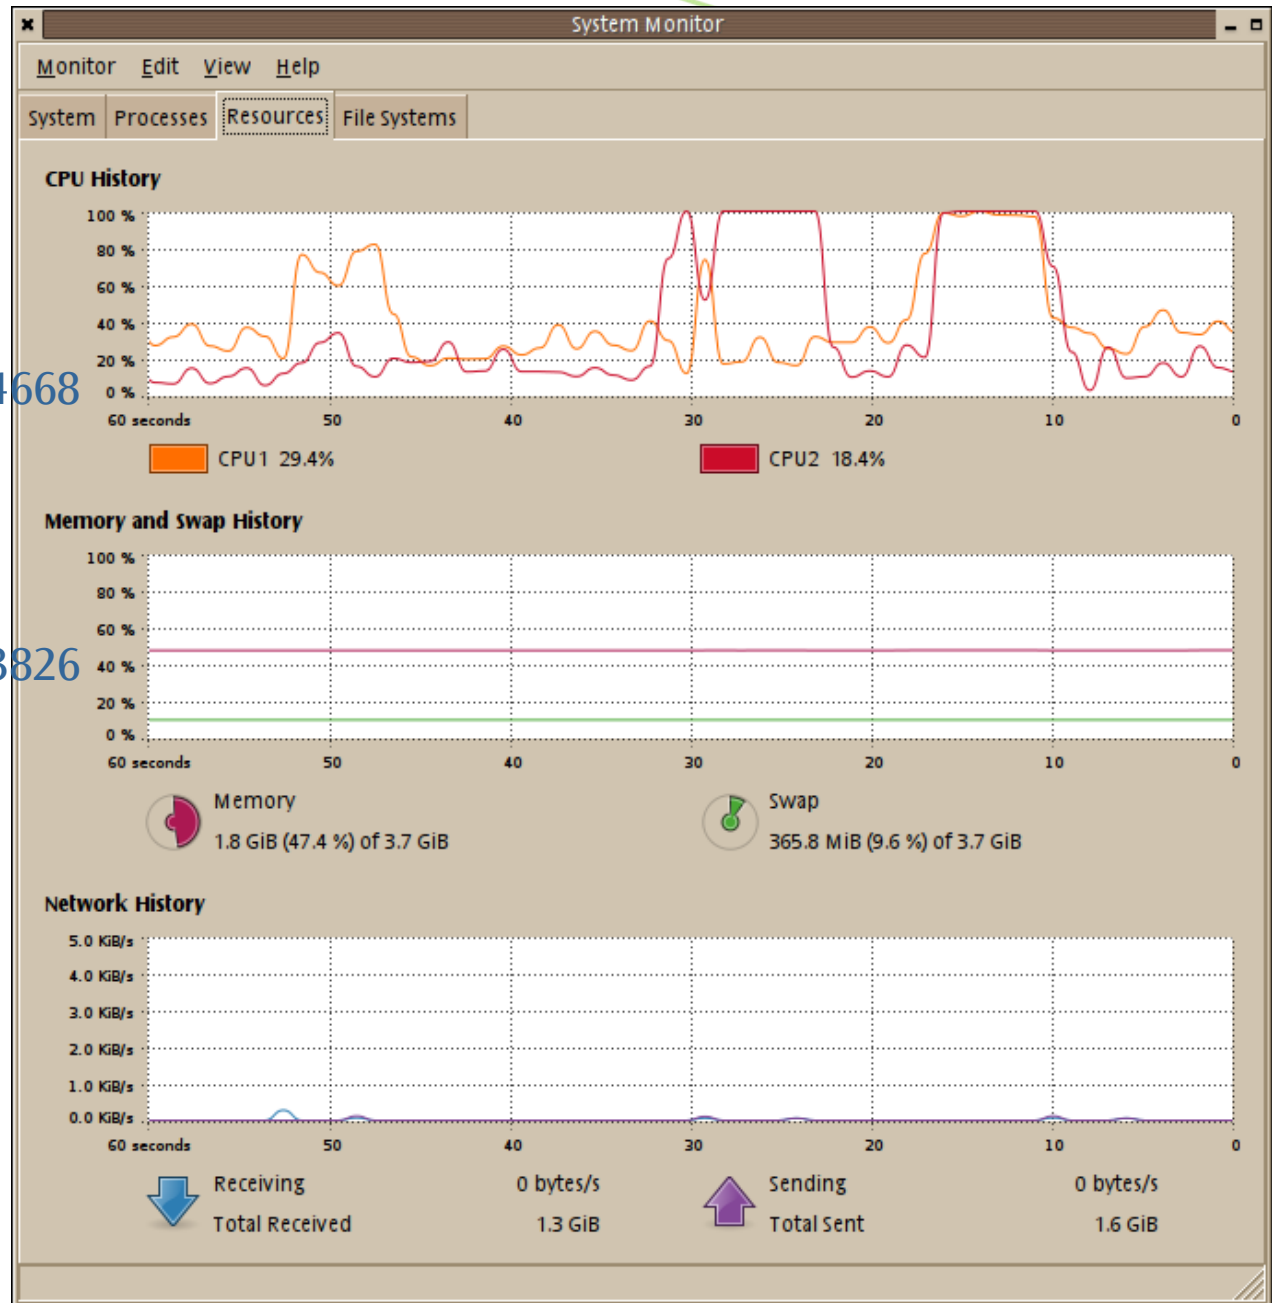 System Monitor
Monitor Edit View Help
System Processes Resources File Systems
CPU History
100 %
80 %
60 %
40 %
20 %
0 %
60 seconds 50 40 30 20 10 0
CPU1 29.4% CPU2 18.4%
4668
Memory and Swap History
100 %
80 %
60 %
40 %
20 %
0 %
60 seconds 50 40 30 20 10 0
3826
Memory Swap
1.8 GiB (47.4 %) of 3.7 GiB 365.8 MiB (9.6 %) of 3.7 GiB
Network History
5.0 KiB/s
4.0 KiB/s
3.0 KiB/s
2.0 KiB/s
1.0 KiB/s
0.0 KiB/s
60 seconds 50 40 30 20 10 0
Receiving 0 bytes/s Sending 0 bytes/s
Total Received 1.3 GiB Total Sent 1.6 GiB